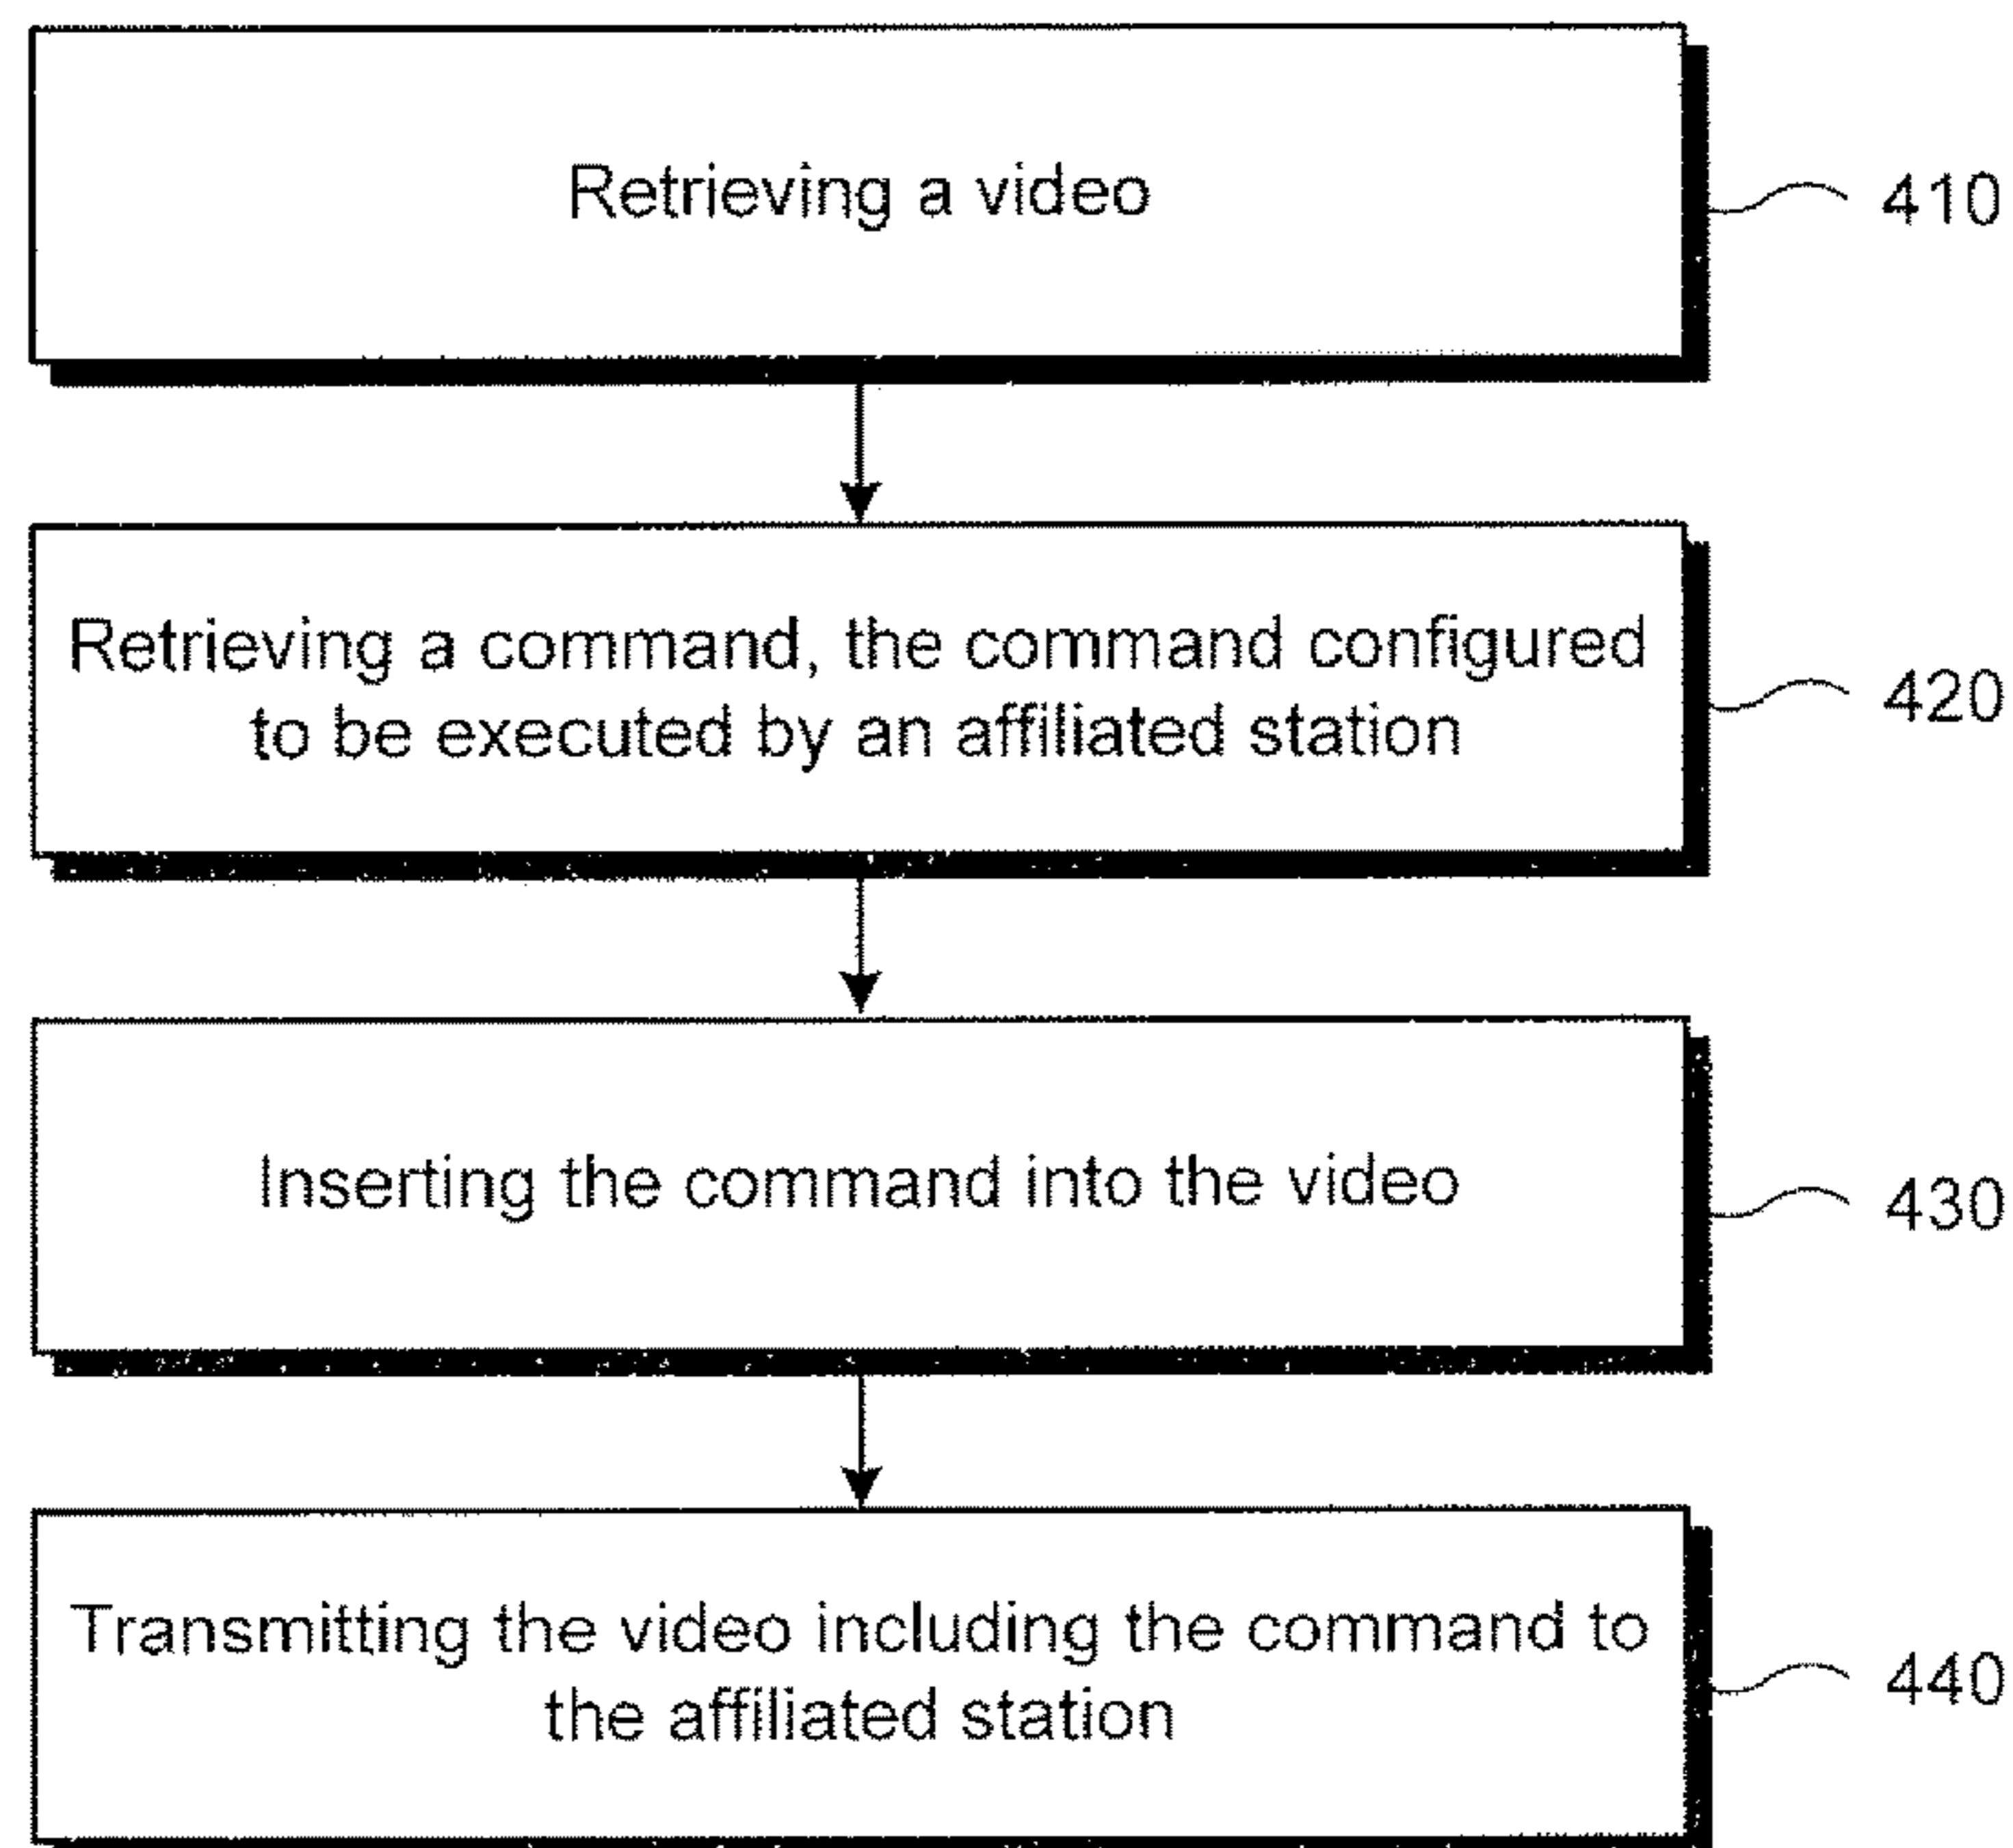 Retrieving a video
410
Retrieving a command, the command configured
to be executed by an affiliated station
420
Inserting the command into the video
430
Transmitting the video including the command to
the affiliated station
440